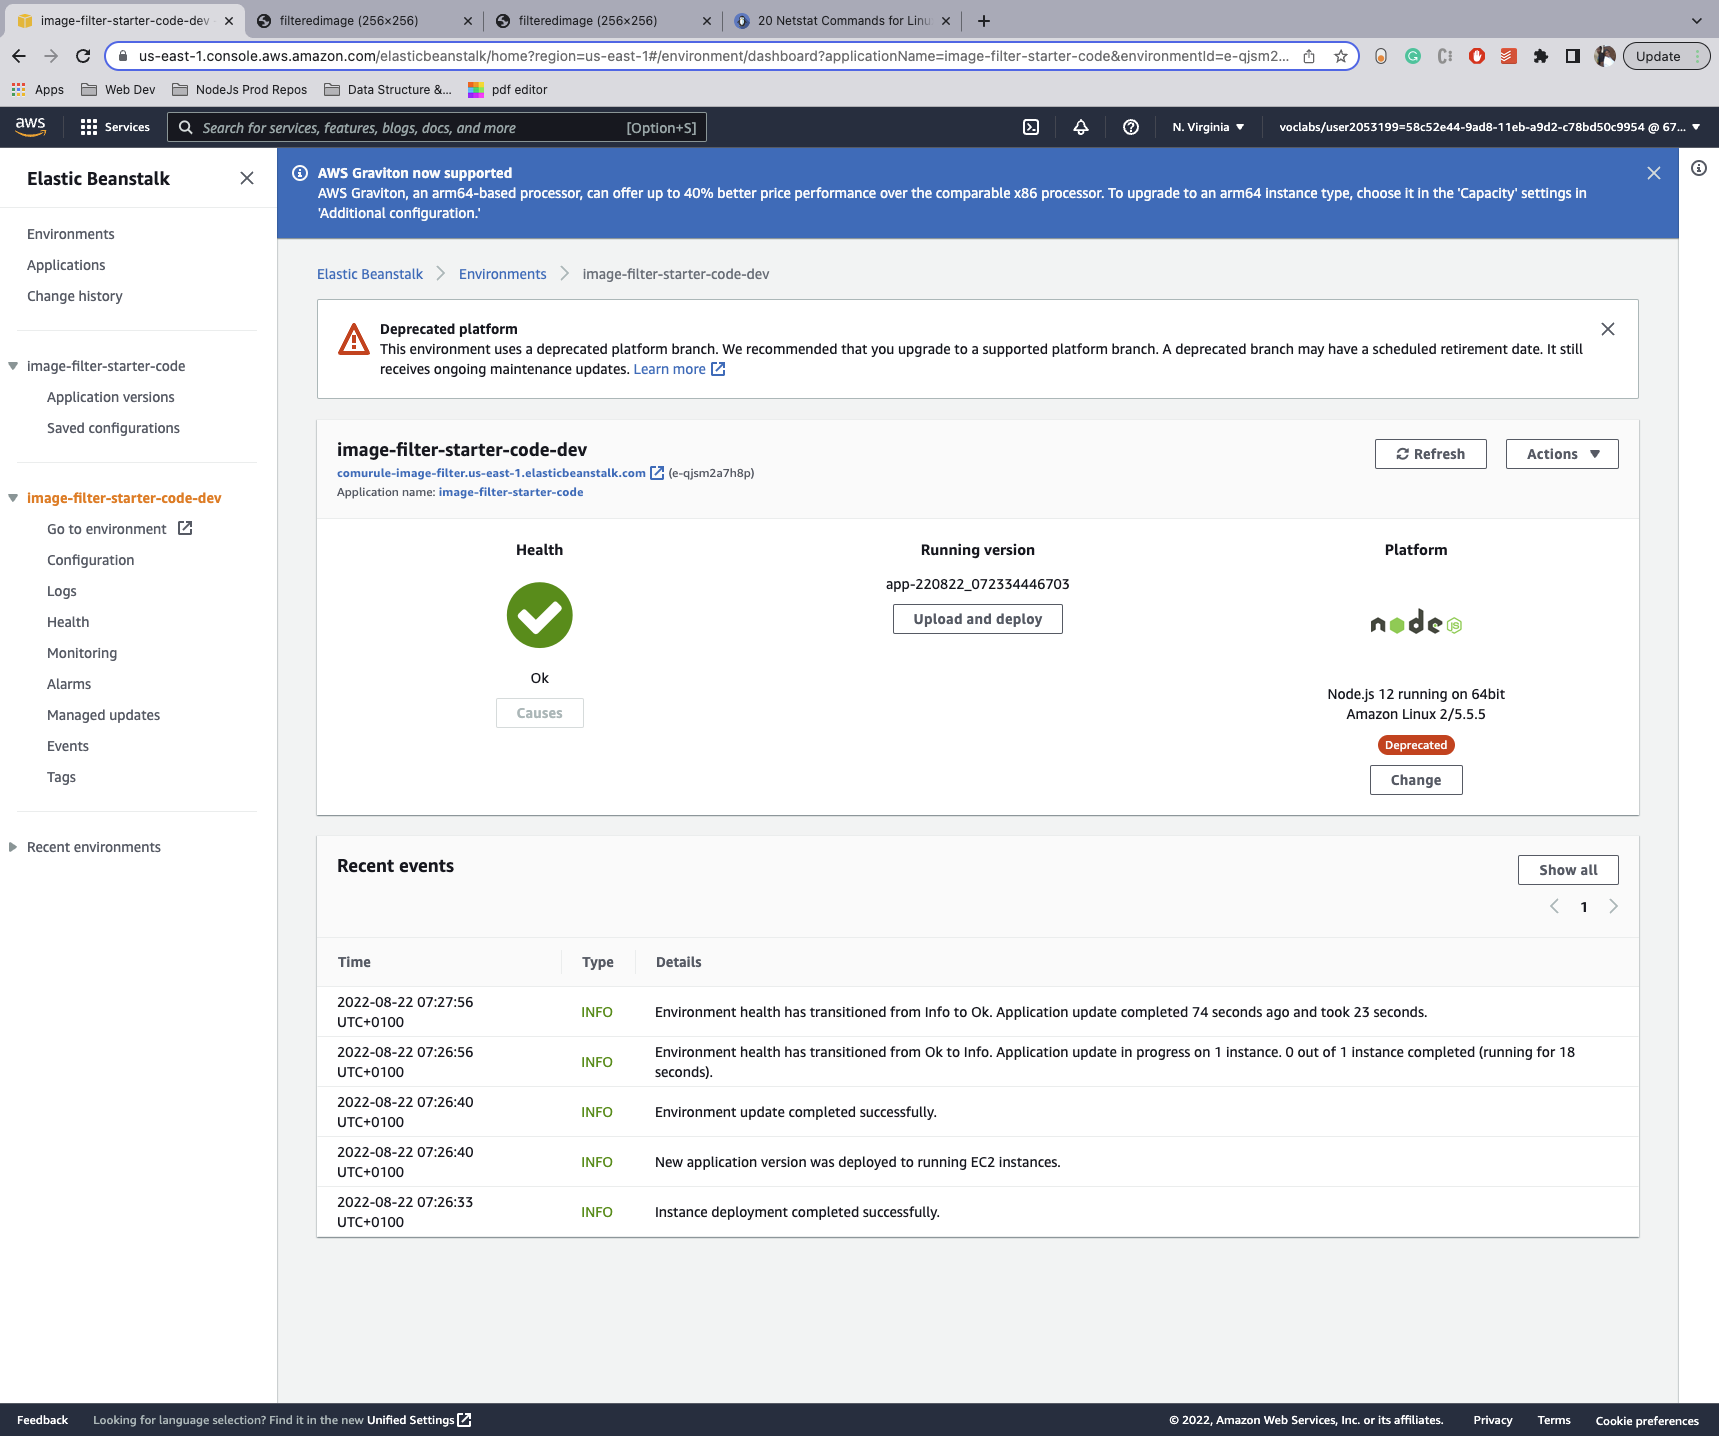 image-filter-starter-code-dev
filteredimage (256×256)
filteredimage (256×256)
20 Netstat Commands for Linu
us-east-1.console.aws.amazon.com/elasticbeanstalk/home?region=us-east-1#/environment/dashboard?applicationName=image-filter-starter-code&environmentId=e-qjsm2...
Update
Apps
Web Dev
NodeJs Prod Repos
Data Structure &...
pdf editor
aws
Services
Search for services, features, blogs, docs, and more
[Option+S]
N. Virginia
voclabs/user2053199=58c52e44-9ad8-11eb-a9d2-c78bd50c9954 @ 67...
Elastic Beanstalk
Environments
Applications
Change history
image-filter-starter-code
Application versions
Saved configurations
image-filter-starter-code-dev
Go to environment
Configuration
Logs
Health
Monitoring
Alarms
Managed updates
Events
Tags
Recent environments
AWS Graviton now supported
AWS Graviton, an arm64-based processor, can offer up to 40% better price performance over the comparable x86 processor. To upgrade to an arm64 instance type, choose it in the 'Capacity' settings in
'Additional configuration.'
Elastic Beanstalk
Environments
image-filter-starter-code-dev
Deprecated platform
This environment uses a deprecated platform branch. We recommended that you upgrade to a supported platform branch. A deprecated branch may have a scheduled retirement date. It still
receives ongoing maintenance updates. Learn more
image-filter-starter-code-dev
comurule-image-filter.us-east-1.elasticbeanstalk.com (e-qjsm2a7h8p)
Application name: image-filter-starter-code
Refresh
Actions
Health
Ok
Causes
Running version
app-220822_072334446703
Upload and deploy
Platform
node JS
Node.js 12 running on 64bit
Amazon Linux 2/5.5.5
Deprecated
Change
Recent events
Show all
1
Time
Type
Details
2022-08-22 07:27:56
UTC+0100
INFO
Environment health has transitioned from Info to Ok. Application update completed 74 seconds ago and took 23 seconds.
2022-08-22 07:26:56
UTC+0100
INFO
Environment health has transitioned from Ok to Info. Application update in progress on 1 instance. 0 out of 1 instance completed (running for 18
seconds).
2022-08-22 07:26:40
UTC+0100
INFO
Environment update completed successfully.
2022-08-22 07:26:40
UTC+0100
INFO
New application version was deployed to running EC2 instances.
2022-08-22 07:26:33
UTC+0100
INFO
Instance deployment completed successfully.
Feedback
Looking for language selection? Find it in the new Unified Settings
© 2022, Amazon Web Services, Inc. or its affiliates.
Privacy
Terms
Cookie preferences